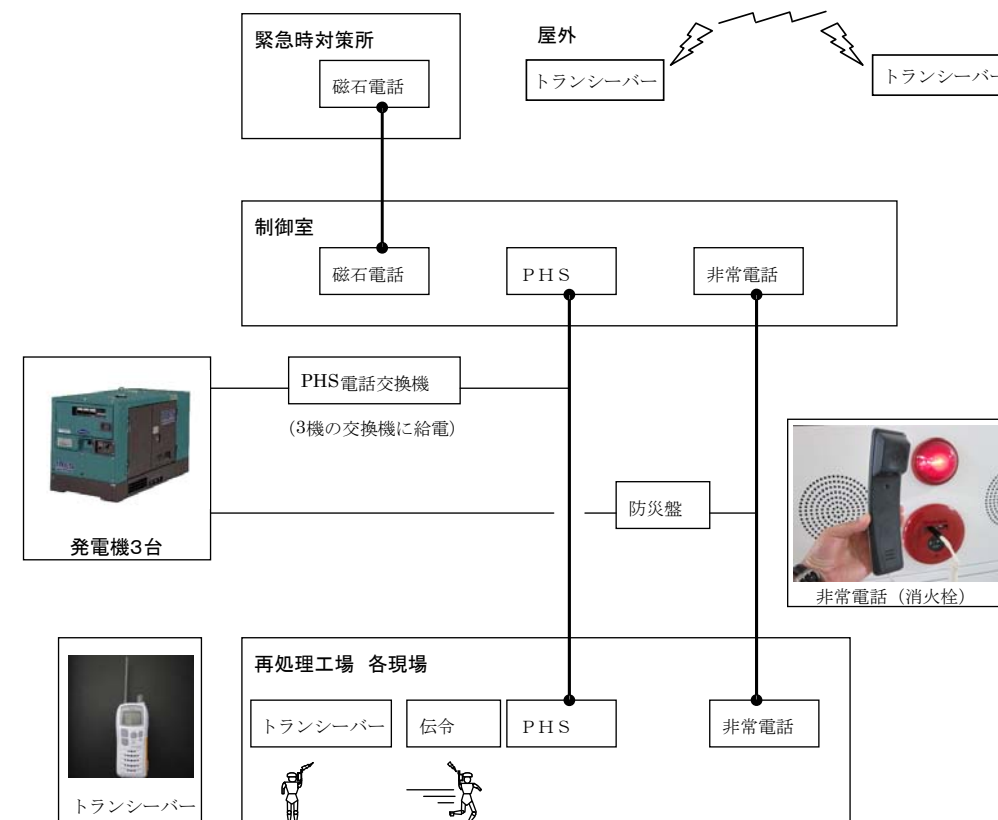 緊急時対策所
磁石電話
屋外
トランシーバー
トランシーバー
制御室
磁石電話
ＰＨＳ
非常電話
PHS電話交換機
(3機の交換機に給電)
発電機3台
防災盤
非常電話（消火栓）
再処理工場 各現場
トランシーバー
伝令
ＰＨＳ
非常電話
トランシーバー